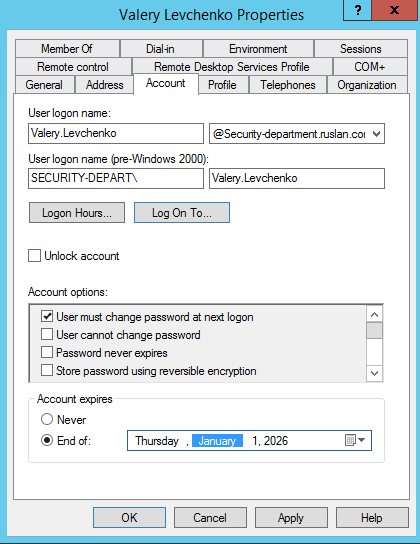 Valery Levchenko Properties
?
x
Member Of Dial-in Environment Sessions
Remote control Remote Desktop Services Profile COM+
General Address Account Profile Telephones Organization
User logon name:
Valery.Levchenko @Security-department.ruslan.cor
User logon name (pre-Windows 2000):
SECURITY-DEPART\ Valery.Levchenko
Logon Hours... Log On To...
Unlock account
Account options:
User must change password at next logon
User cannot change password
Password never expires
Store password using reversible encryption
Account expires
Never
End of: Thursday , January 1, 2026
OK Cancel Apply Help